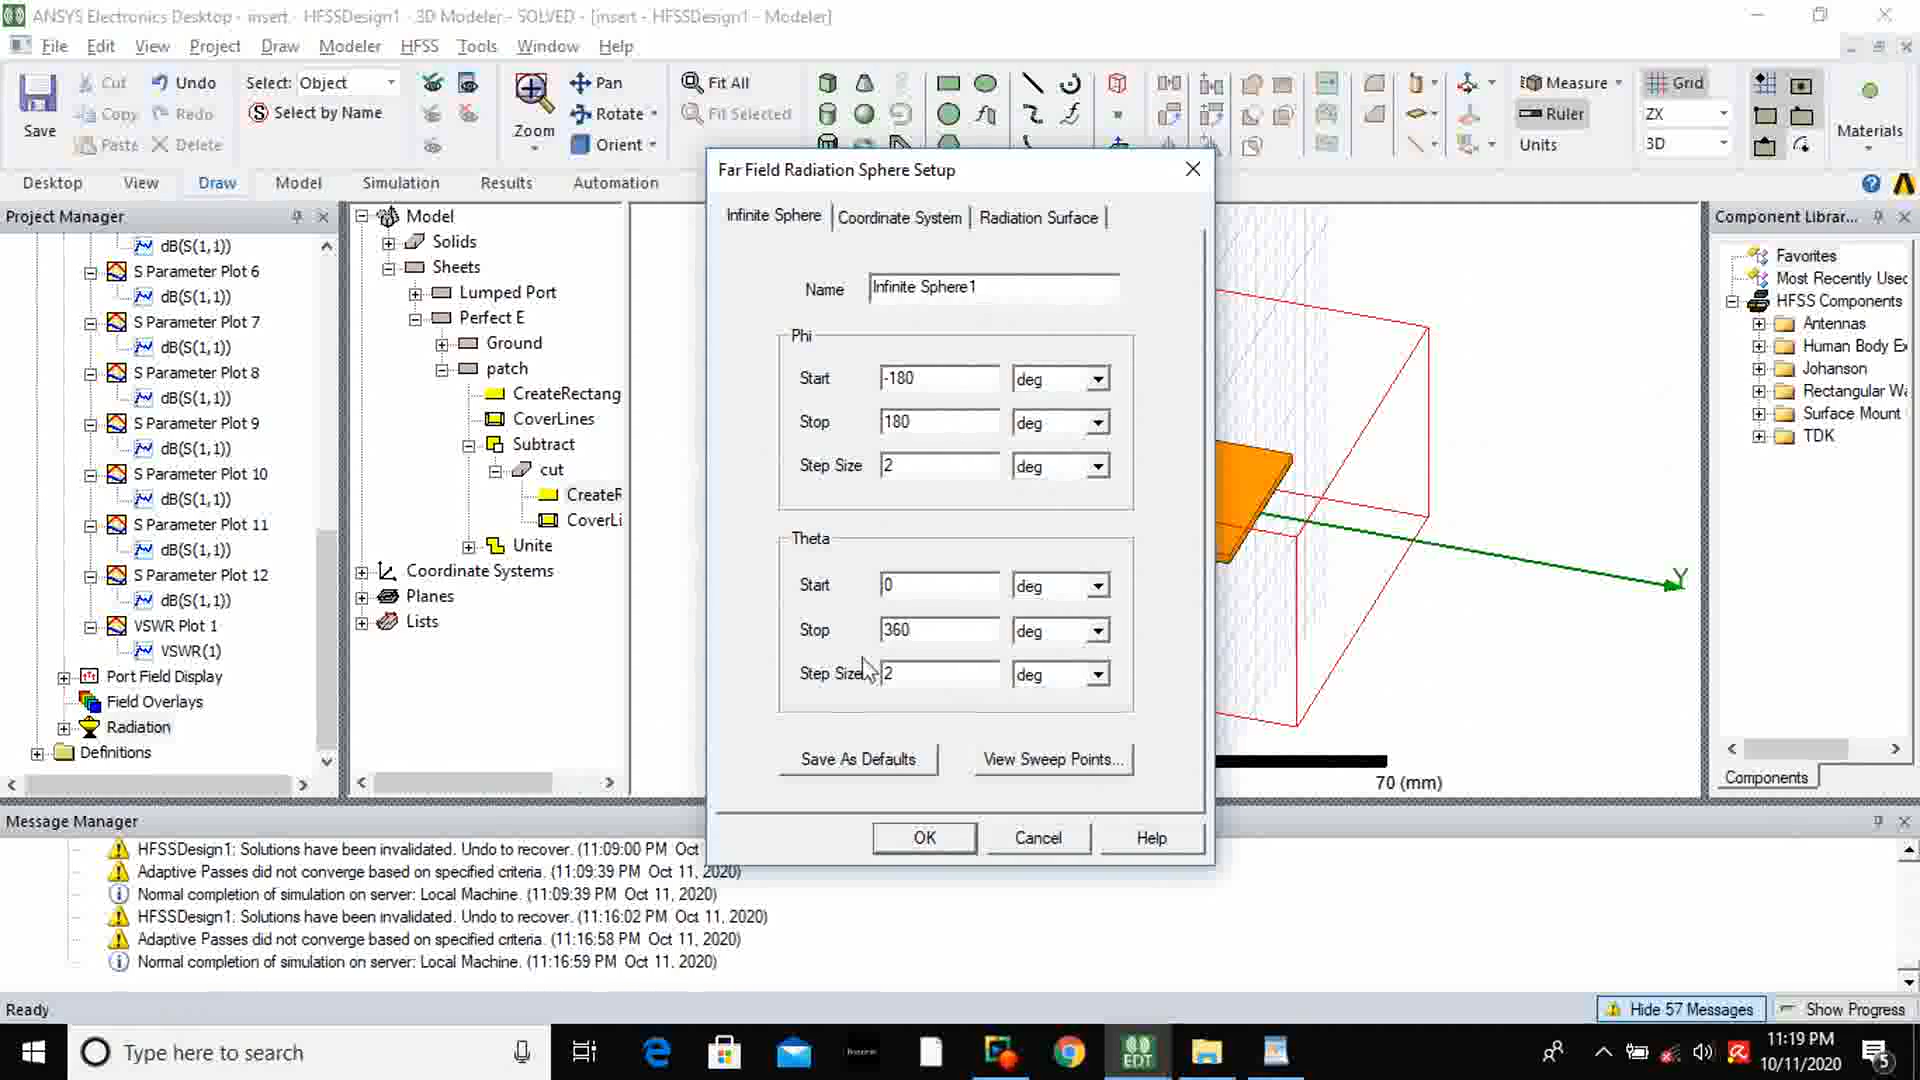 ANSYS Electronics Desktop - insert - HFSSDesign1 - 3D Modeler - SOLVED - [insert - HFSSDesign1 - Modeler]
File Edit View Project Draw Modeler HFSS Tools Window Help
Save
Cut Undo
Copy Redo
Paste Delete
Select: Object
Select by Name
Zoom
Pan
Rotate
Orient
Fit All
Fit Selected
Measure
Ruler
Units
Grid
ZX
3D
Materials
Desktop View Draw Model Simulation Results Automation
Project Manager
dB(S(1,1))
S Parameter Plot 6
dB(S(1,1))
S Parameter Plot 7
dB(S(1,1))
S Parameter Plot 8
dB(S(1,1))
S Parameter Plot 9
dB(S(1,1))
S Parameter Plot 10
dB(S(1,1))
S Parameter Plot 11
dB(S(1,1))
S Parameter Plot 12
dB(S(1,1))
VSWR Plot 1
VSWR(1)
Port Field Display
Field Overlays
Radiation
Definitions
Model
Solids
Sheets
Lumped Port
Perfect E
Ground
patch
CreateRectang
CoverLines
Subtract
cut
CreateR
CoverLi
Unite
Coordinate Systems
Planes
Lists
Far Field Radiation Sphere Setup
Infinite Sphere Coordinate System Radiation Surface
Name Infinite Sphere1
Phi
Start -180 deg
Stop 180 deg
Step Size 2 deg
Theta
Start 0 deg
Stop 360 deg
Step Size 2 deg
Save As Defaults View Sweep Points...
OK Cancel Help
Y
70 (mm)
Component Librar...
Favorites
Most Recently Used
HFSS Components
Antennas
Human Body E
Johanson
Rectangular Wa
Surface Mount
TDK
Components
Message Manager
HFSSDesign1: Solutions have been invalidated. Undo to recover. (11:09:00 PM Oct
Adaptive Passes did not converge based on specified criteria. (11:09:39 PM Oct 11, 2020)
Normal completion of simulation on server: Local Machine. (11:09:39 PM Oct 11, 2020)
HFSSDesign1: Solutions have been invalidated. Undo to recover. (11:16:02 PM Oct 11, 2020)
Adaptive Passes did not converge based on specified criteria. (11:16:58 PM Oct 11, 2020)
Normal completion of simulation on server: Local Machine. (11:16:59 PM Oct 11, 2020)
Ready.
Hide 57 Messages
Show Progress
Type here to search
EDT
11:19 PM
10/11/2020
5